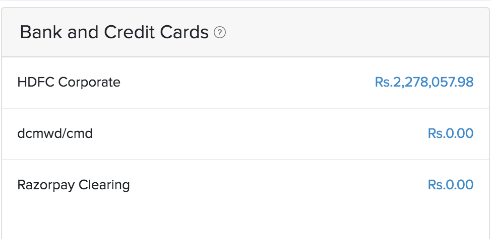 Bank and Credit Cards ?
HDFC Corporate Rs.2,278,057.98
dcmwd/cmd Rs.0.00
Razorpay Clearing Rs.0.00